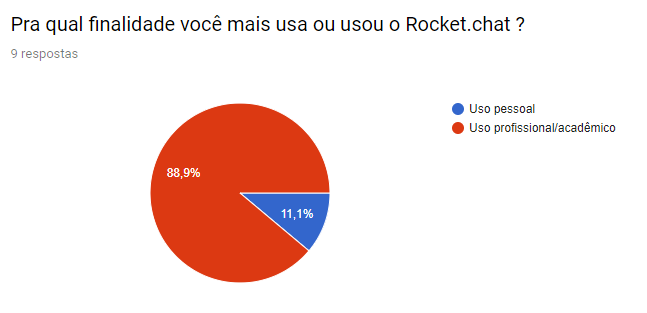 Pra qual finalidade você mais usa ou usou o Rocket.chat ?
9 respostas
Uso pessoal
Uso profissional/acadêmico
88,9%
11,1%